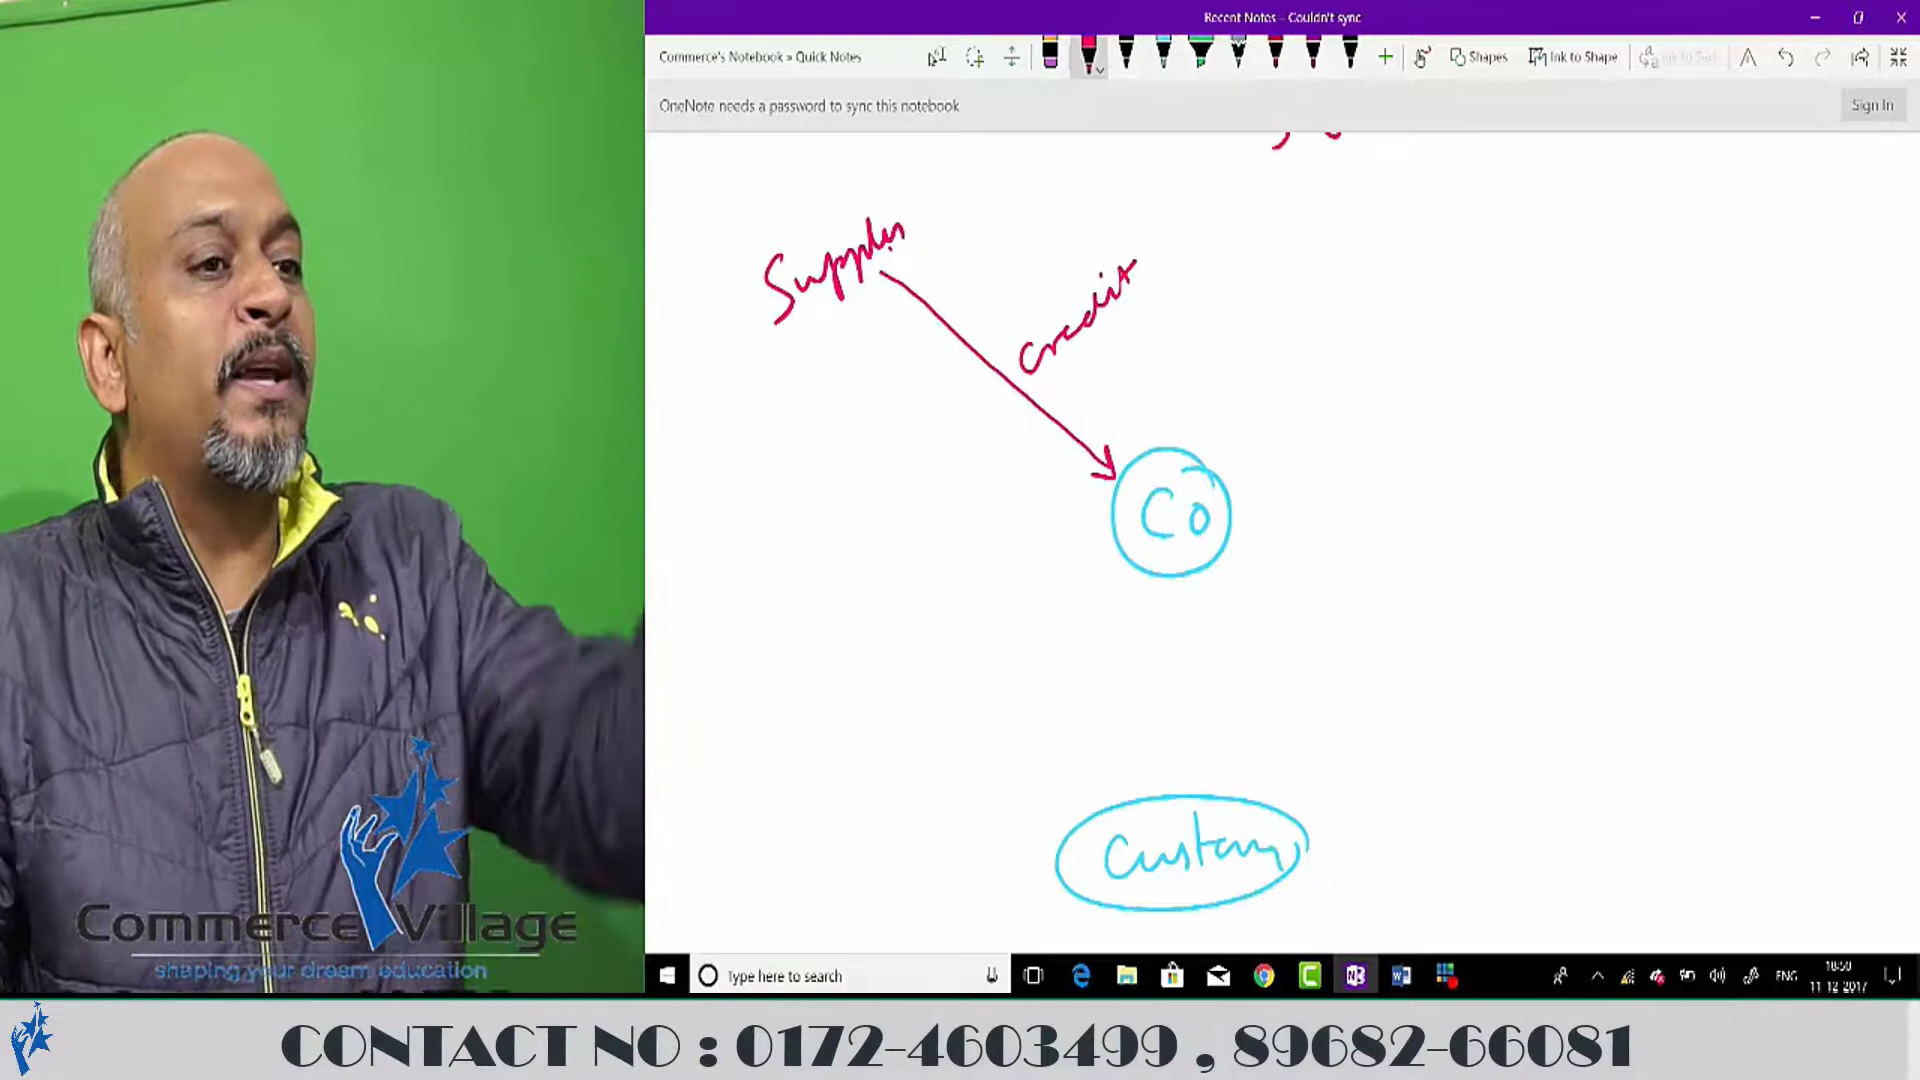 Recent Notes - Couldn't sync
Commerce's Notebook » Quick Notes
Shapes
Ink to Shape
OneNote needs a password to sync this notebook
Sign In
Supplier
Credit
Co
Customer
Commerce Village
shaping your dream education
Type here to search
ENG
11-12-2017
CONTACT NO : 0172-4603499 , 89682-66081